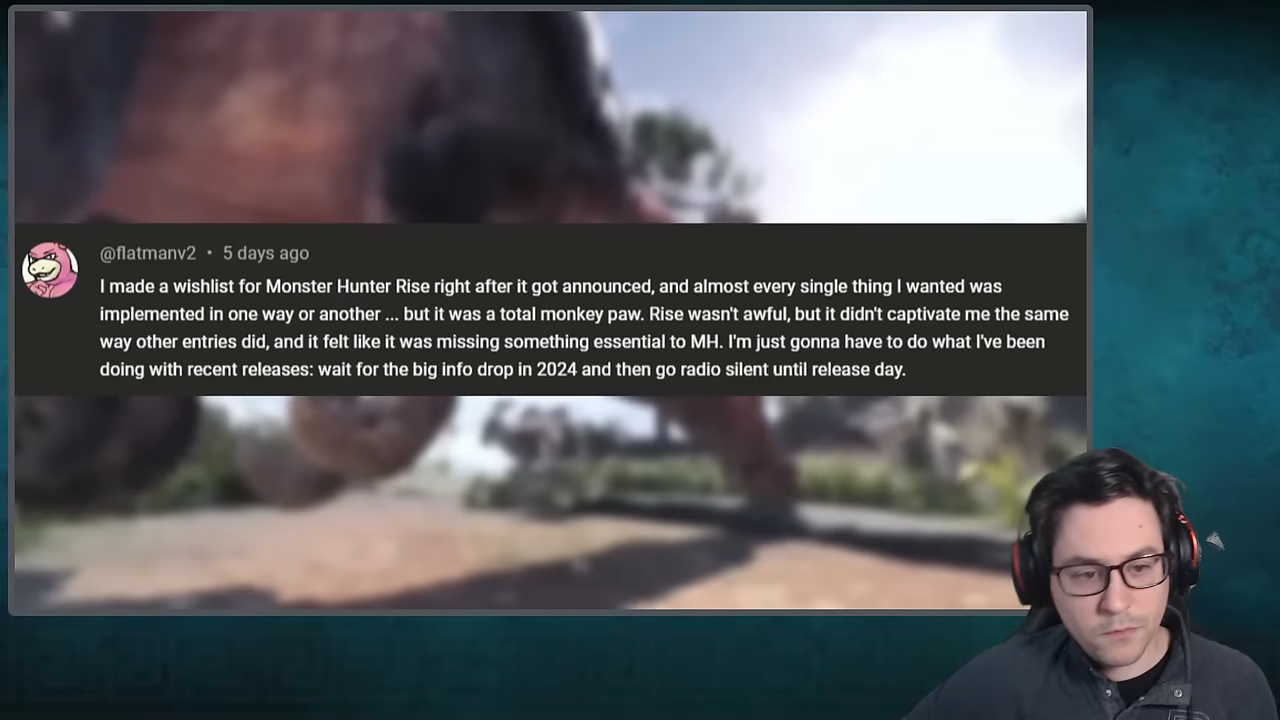 @flatmanv2 • 5 days ago
I made a wishlist for Monster Hunter Rise right after it got announced, and almost every single thing I wanted was
implemented in one way or another ... but it was a total monkey paw. Rise wasn't awful, but it didn't captivate me the same
way other entries did, and it felt like it was missing something essential to MH. I'm just gonna have to do what I've been
doing with recent releases: wait for the big info drop in 2024 and then go radio silent until release day.